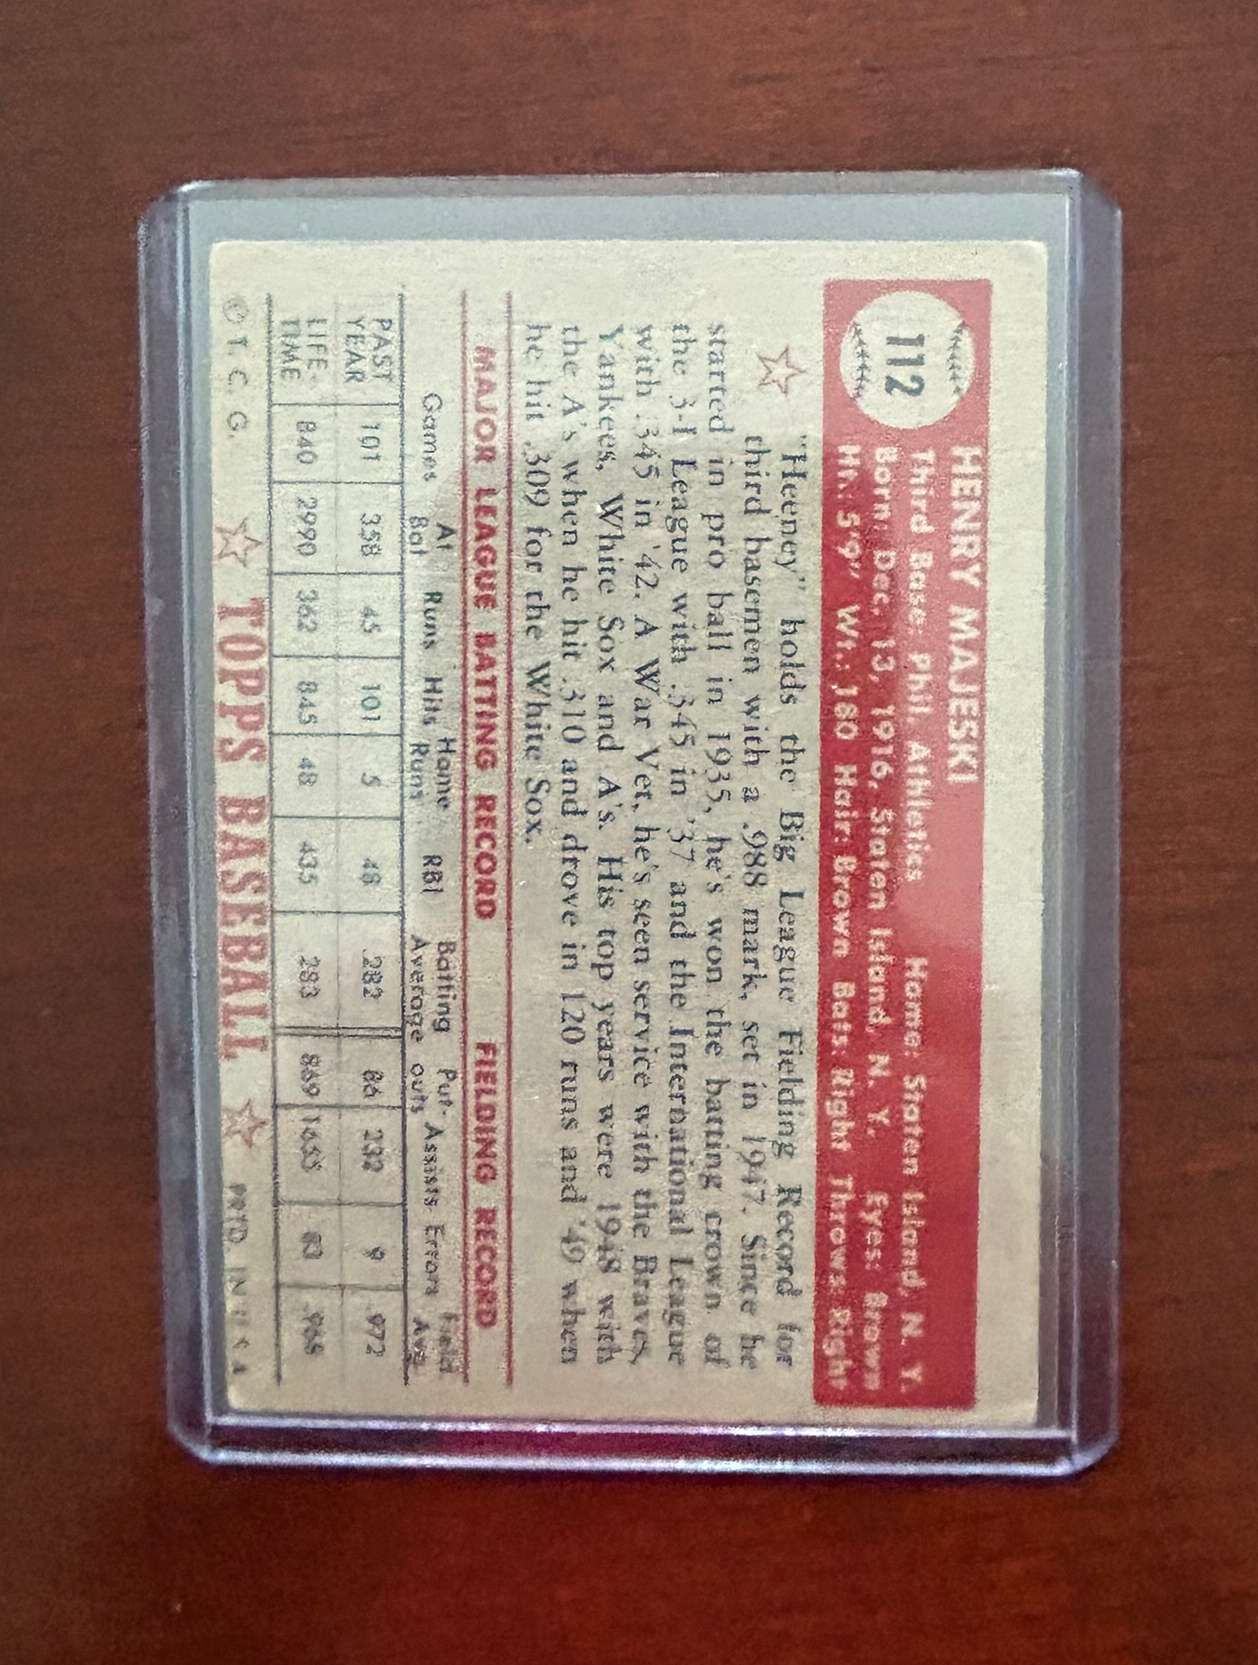 112
HENRY MAJESKI
Third Base: Phil. Athletics Home: Staten Island, N. Y.
Born: Dec. 13, 1916, Staten Island, N. Y. Eyes: Brown
Ht.: 5'9" Wt.: 180 Hair: Brown Bats: Right Throws: Right
"Heeney" holds the Big League Fielding Record for
third basemen with a .988 mark, set in 1947. Since he
started in pro ball in 1935, he's won the batting crown of
the 3-I League with .345 in '37 and the International League
with .345 in '42. A War Vet, he's seen service with the Braves,
Yankees, White Sox and A's. His top years were 1948 with
the A's when he hit .310 and drove in 120 runs and '49 when
he hit .309 for the White Sox.
MAJOR LEAGUE BATTING RECORD FIELDING RECORD
Games At Bat Runs Hits Home Runs RBI Batting Average Put-outs Assists Errors Field Avg.
PAST YEAR 101 358 45 101 5 48 .282 86 232 9 .972
LIFE-TIME 840 2990 362 845 48 435 .283 869 1655 83 .968
© T. C. G. TOPPS BASEBALL PRTD. IN U.S.A.